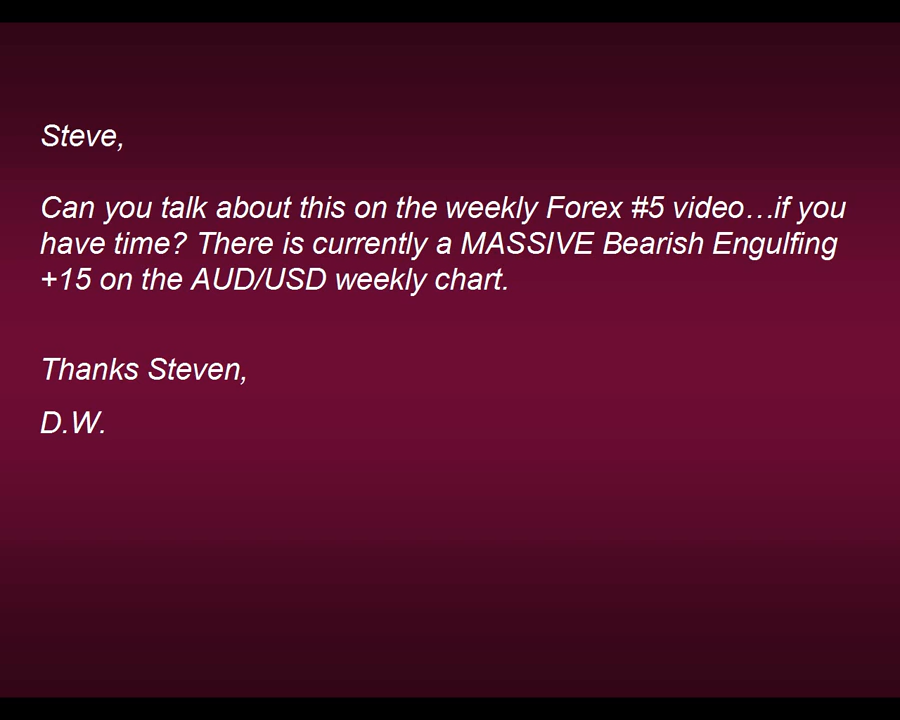 Steve,
Can you talk about this on the weekly Forex #5 video…if you
have time? There is currently a MASSIVE Bearish Engulfing
+15 on the AUD/USD weekly chart.
Thanks Steven,
D.W.